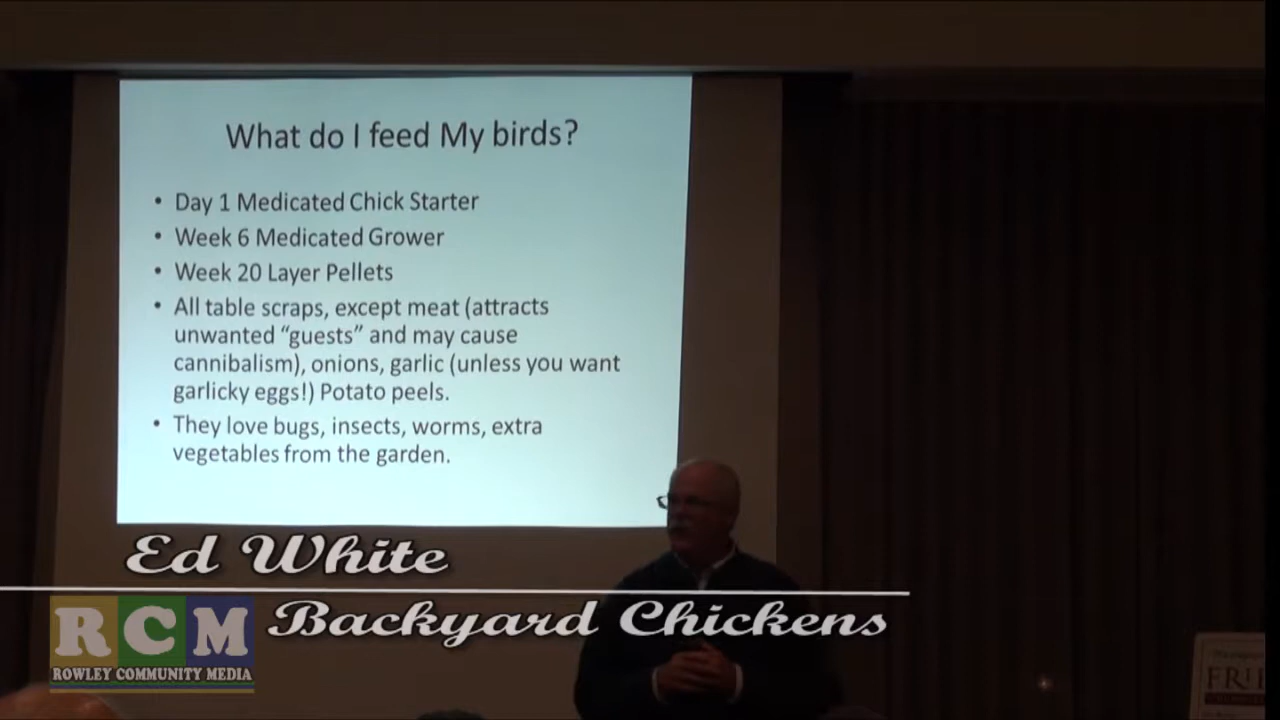 What do I feed My birds?
• Day 1 Medicated Chick Starter
• Week 6 Medicated Grower
• Week 20 Layer Pellets
• All table scraps, except meat (attracts
unwanted “guests” and may cause
cannibalism), onions, garlic (unless you want
garlicky eggs!) Potato peels.
• They love bugs, insects, worms, extra
vegetables from the garden.
Ed White
Backyard Chickens
RCM
ROWLEY COMMUNITY MEDIA